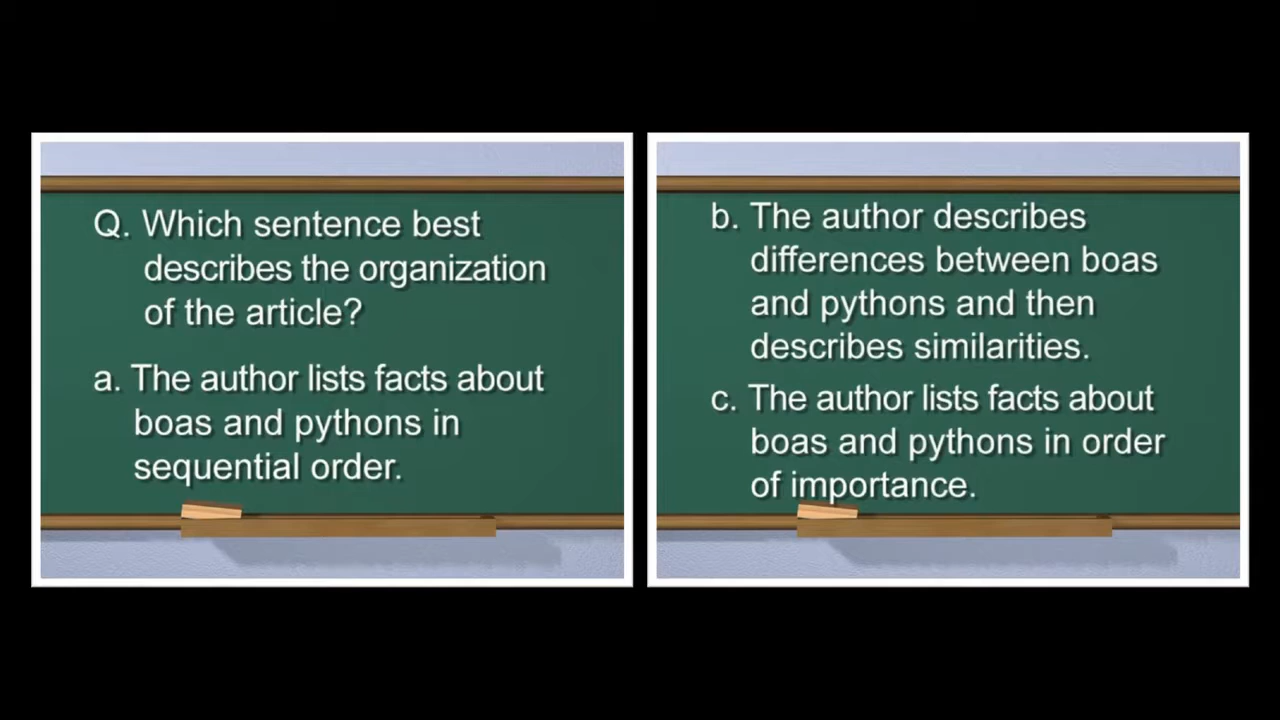 Q. Which sentence best
describes the organization
of the article?
a. The author lists facts about
boas and pythons in
sequential order.
b. The author describes
differences between boas
and pythons and then
describes similarities.
c. The author lists facts about
boas and pythons in order
of importance.